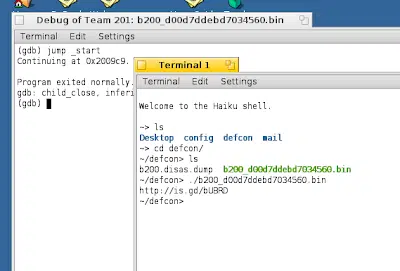 Debug of Team 201: b200_d00d7ddebd7034560.bin
Terminal Edit Settings
(gdb) jump _start
Continuing at 0x2009c9.
Program exited normally.
gdb: child_close, inferi
(gdb)
Terminal 1
Terminal Edit Settings
Welcome to the Haiku shell.
~> ls
Desktop config defcon mail
~> cd defcon/
~/defcon> ls
b200.disas.dump b200_d00d7ddebd7034560.bin
~/defcon> ./b200_d00d7ddebd7034560.bin
http://is.gd/bUBRD
~/defcon>